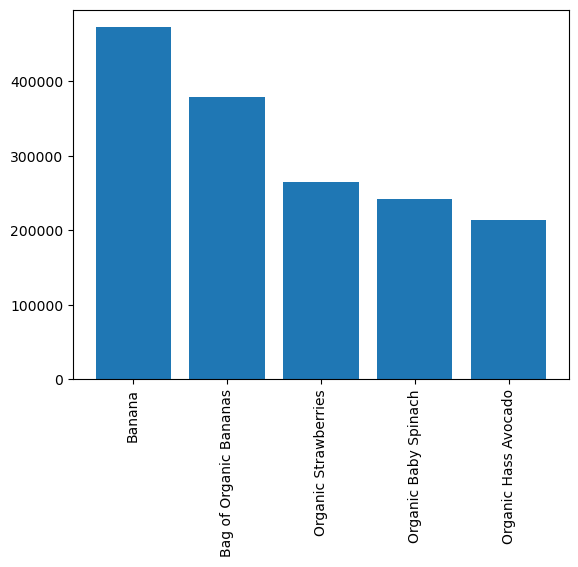 400000
300000
200000
100000
0
Banana
Bag of Organic Bananas
Organic Strawberries
Organic Baby Spinach
Organic Hass Avocado